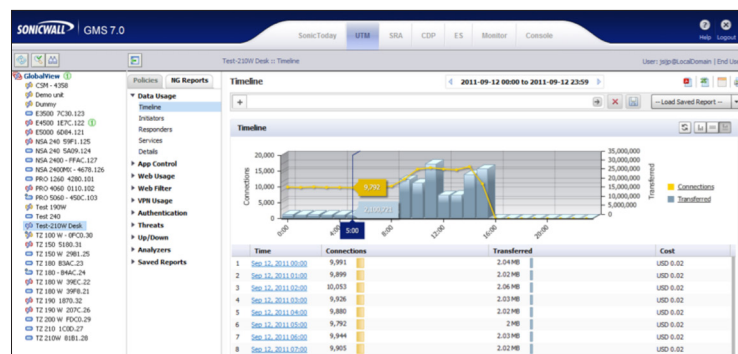 SONICWALL GMS 7.0
SonicToday UTM SRA CDP ES Monitor Console
Help Logout
Test-210W Desk :: Timeline
User: jsjp@LocalDomain | End Use
GlobalView
CSM - 4358
Demo unit
Dummy
E3500 7C30.123
E4500 1E7C.122
E5000 6D84.121
NSA 240 59F1.125
NSA 240 5A09.124
NSA 2400 - FFAC.127
NSA 2400MX - 4678.126
PRO 1260 4280.101
PRO 4060 0110.102
PRO 5060 - 45DC.103
Test 190W
Test 240
Test-210W Desk
TZ 100 W - 0FC0.30
TZ 150 5180.31
TZ 150 W 2981.25
TZ 180 B3AC.23
TZ 180 - B4AC.24
TZ 180 W 39EC.22
TZ 180 W 39F8.21
TZ 190 1870.32
TZ 190 W 207C.26
TZ 200 W FDC0.29
TZ 210 1C0D.27
TZ 210W 8181.28
Policies NG Reports
Data Usage
Timeline
Initiators
Responders
Services
Details
App Control
Web Usage
Web Filter
VPN Usage
Authentication
Threats
Up/Down
Analyzers
Saved Reports
Timeline
2011-09-12 00:00 to 2011-09-12 23:59
+
-- Load Saved Report --
Timeline
Connections
20,000
15,000
10,000
5,000
0
9,792
35,000,000
30,000,000
25,000,000
20,000,000
15,000,000
10,000,000
5,000,000
0
Transferred
0:00 5:00 8:00 12:00 16:00 20:00
Connections
Transferred
Time Connections Transferred Cost
1 Sep 12, 2011 00:00 9,991 2.04 MB USD 0.02
2 Sep 12, 2011 01:00 9,899 2.02 MB USD 0.02
3 Sep 12, 2011 02:00 10,053 2.06 MB USD 0.02
4 Sep 12, 2011 03:00 9,926 2.03 MB USD 0.02
5 Sep 12, 2011 04:00 9,880 2.02 MB USD 0.02
6 Sep 12, 2011 05:00 9,792 2 MB USD 0.02
7 Sep 12, 2011 06:00 9,944 2.03 MB USD 0.02
8 Sep 12, 2011 07:00 9,905 2.02 MB USD 0.02